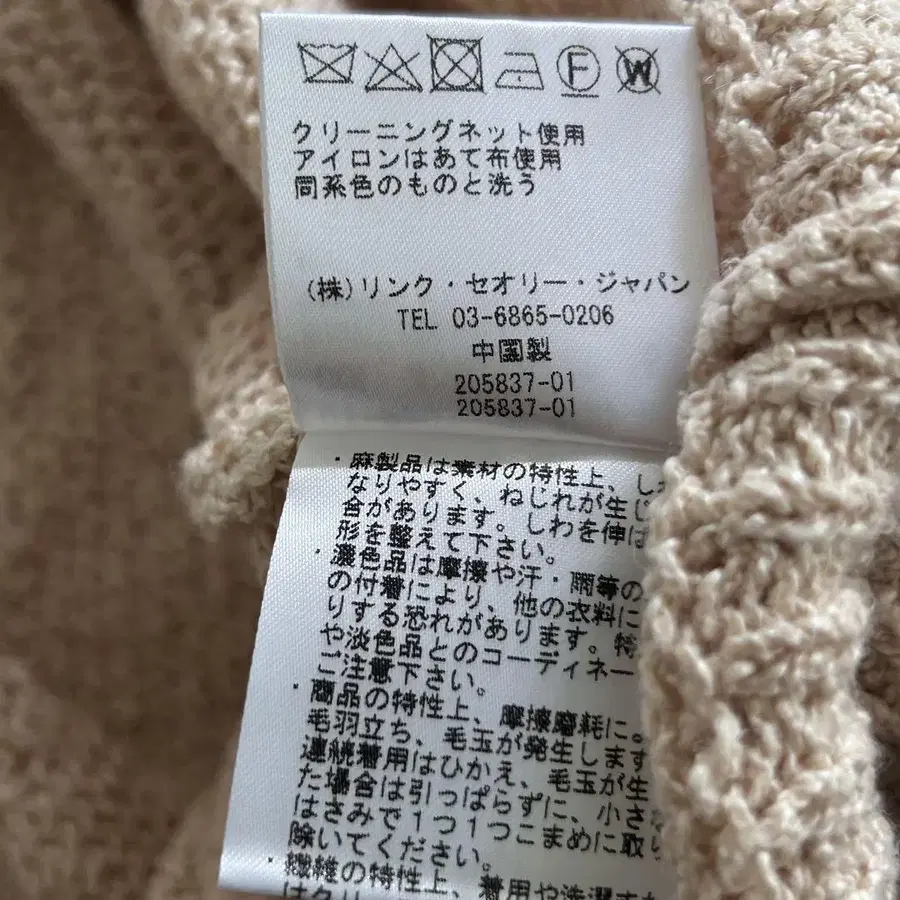 F W
クリーニングネット使用
アイロンはあて布使用
同系色のものと洗う
(株)リンク・セオリー・ジャパン
TEL 03-6865-0206
中国製
205837-01
205837-01
・麻製品は素材の特性上、しわ
なりやすく、ねじれが生じ
合があります。しわを伸ば
形を整えて下さい。
・濃色品は摩擦や汗・雨等の
の付着により、他の衣料に
りする恐れがあります。特
や淡色品とのコーディネー
ご注意下さい。
・商品の特性上、摩擦磨耗に
毛羽立ち、毛玉が発生します
連続着用はひかえ、毛玉が生
た場合は引っぱらずに、小さな
はさみで1つ1つこまめに取り
除いてください。
・繊維の特性上、着用や洗濯
はクリ